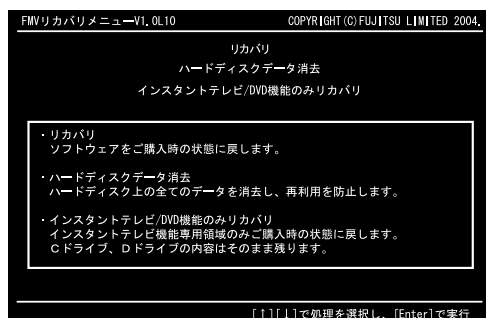 FMVリカバリメニューV1.0L10 COPYRIGHT(C)FUJITSU LIMITED 2004.
リカバリ
ハードディスクデータ消去
インスタントテレビ/DVD機能のみリカバリ
・リカバリ
ソフトウェアをご購入時の状態に戻します。
・ハードディスクデータ消去
ハードディスク上の全てのデータを消去し、再利用を防止します。
・インスタントテレビ/DVD機能のみリカバリ
インスタントテレビ機能専用領域のみご購入時の状態に戻します。
Cドライブ、Dドライブの内容はそのまま残ります。
[↑][↓]で処理を選択し、[Enter]で実行